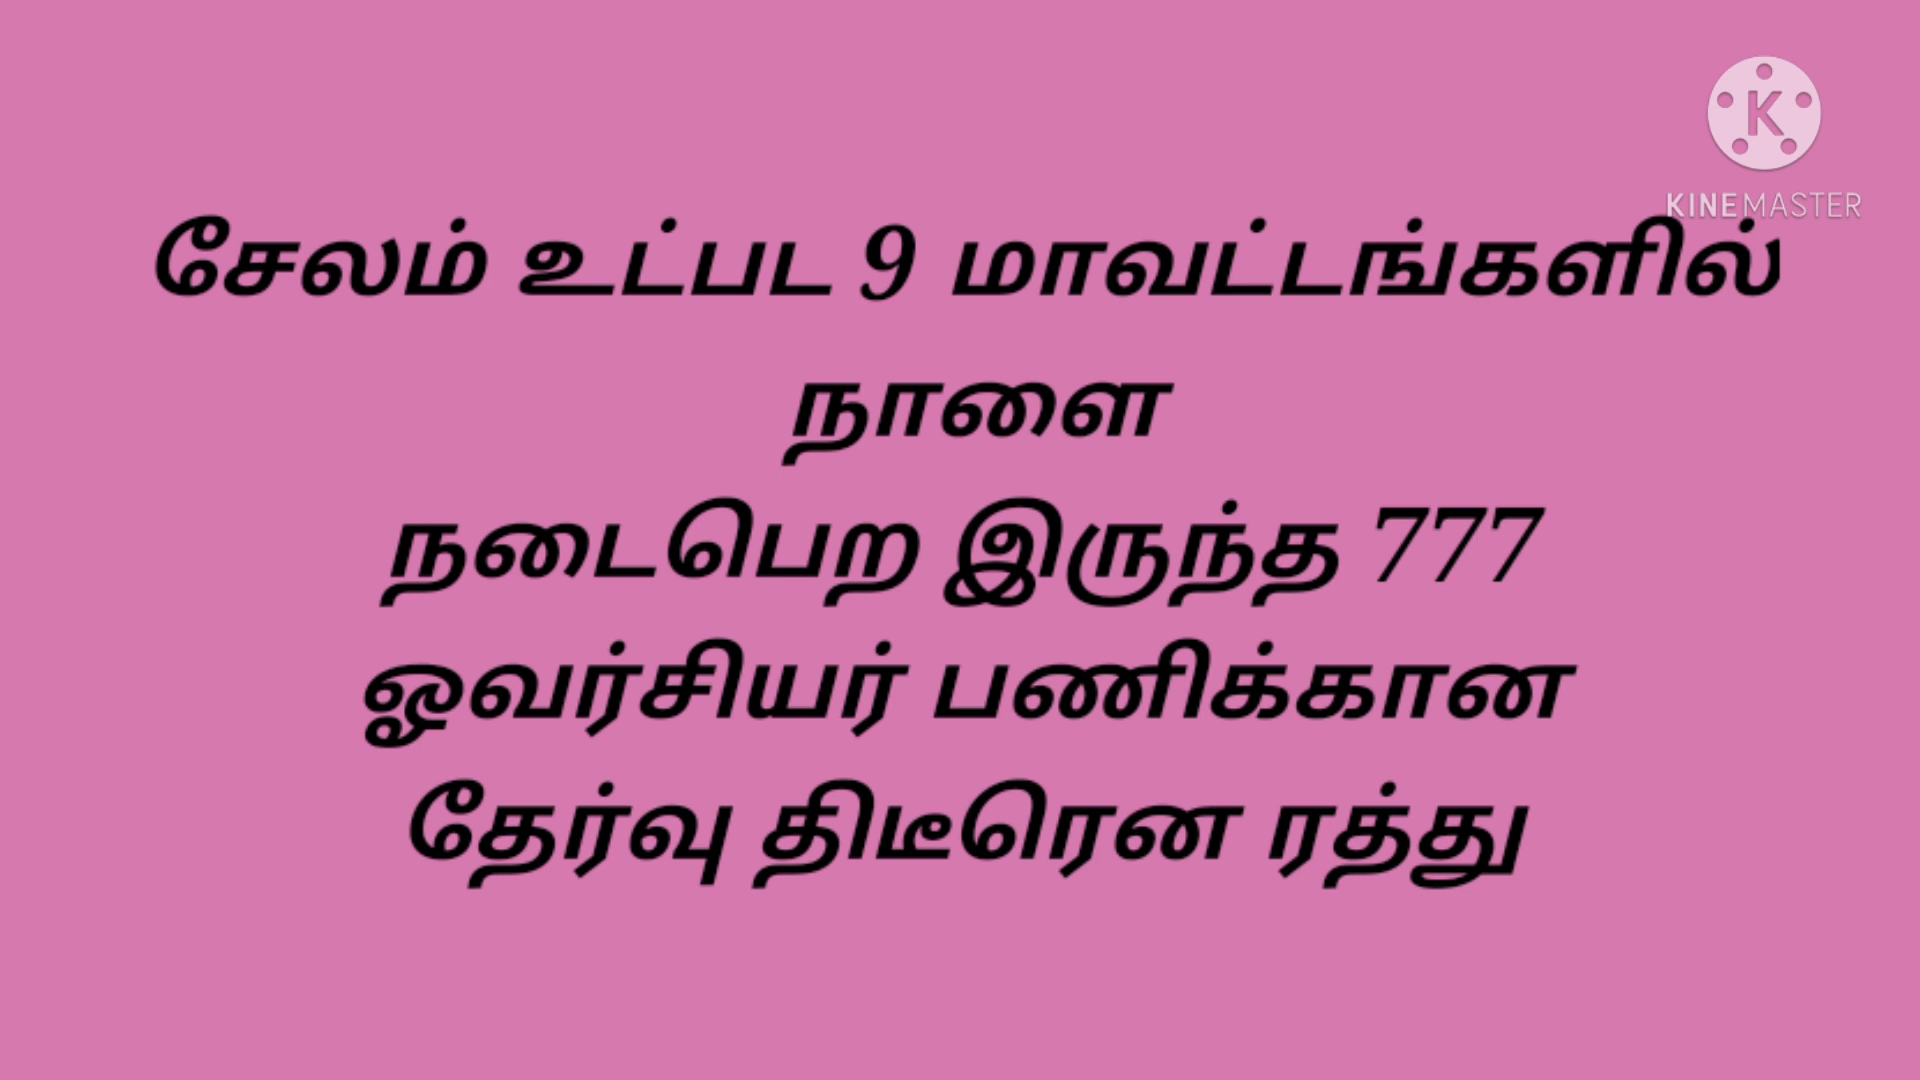 KINEMASTER
சேலம் உட்பட 9 மாவட்டங்களில்
நாளை
நடைபெற இருந்த 777
ஓவர்சியர் பணிக்கான
தேர்வு திடீரென ரத்து